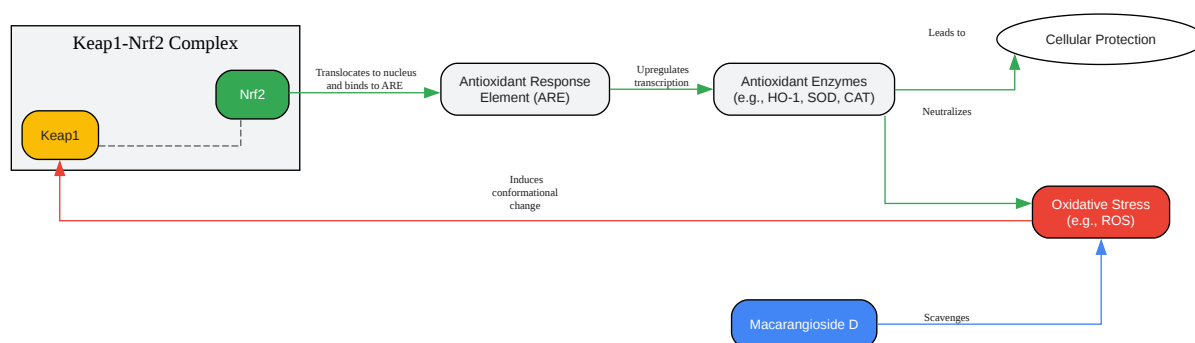 Keap1-Nrf2 Complex
Nrf2
Keap1
Translocates to nucleus
and binds to ARE
Antioxidant Response
Element (ARE)
Upregulates
transcription
Antioxidant Enzymes
(e.g., HO-1, SOD, CAT)
Leads to
Cellular Protection
Neutralizes
Induces
conformational
change
Oxidative Stress
(e.g., ROS)
Macarangioside D
Scavenges